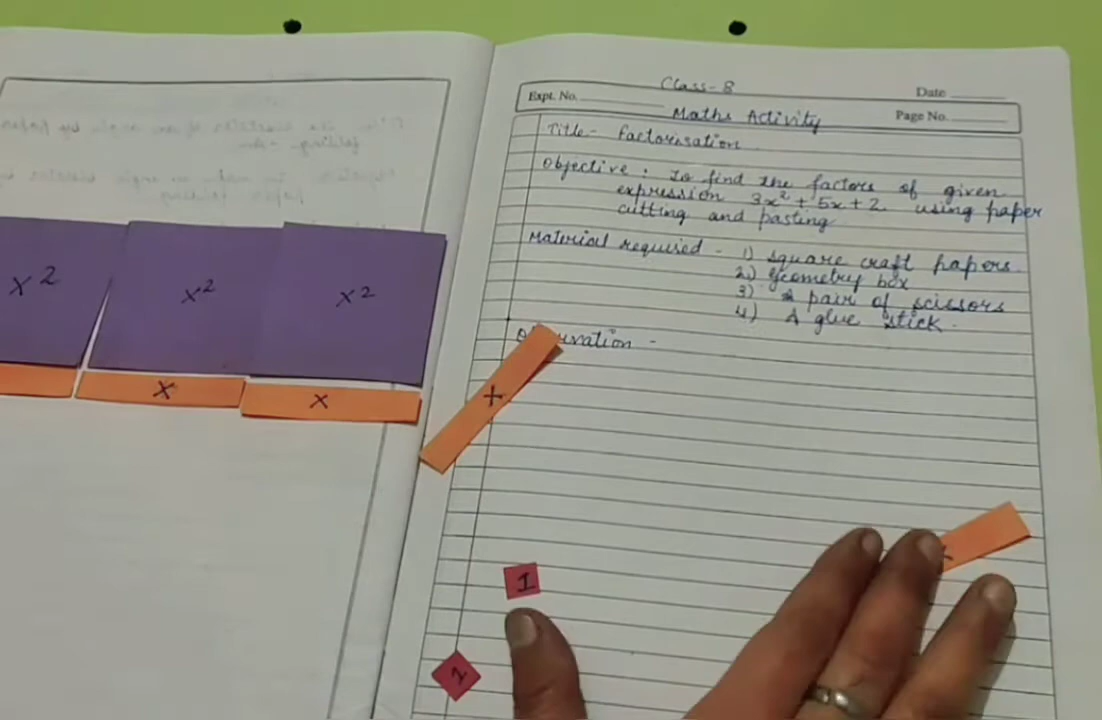 x²
x²
x²
x
x
Class-8
Expt. No.
Date
Maths Activity
Page No.
Title- Factorisation
Objective: To find the factors of given
expression 3x² + 5x + 2 using paper
cutting and pasting
Material required - 1) square craft papers.
2) geometry box
3) A pair of scissors
4) A glue stick.
x
1
1